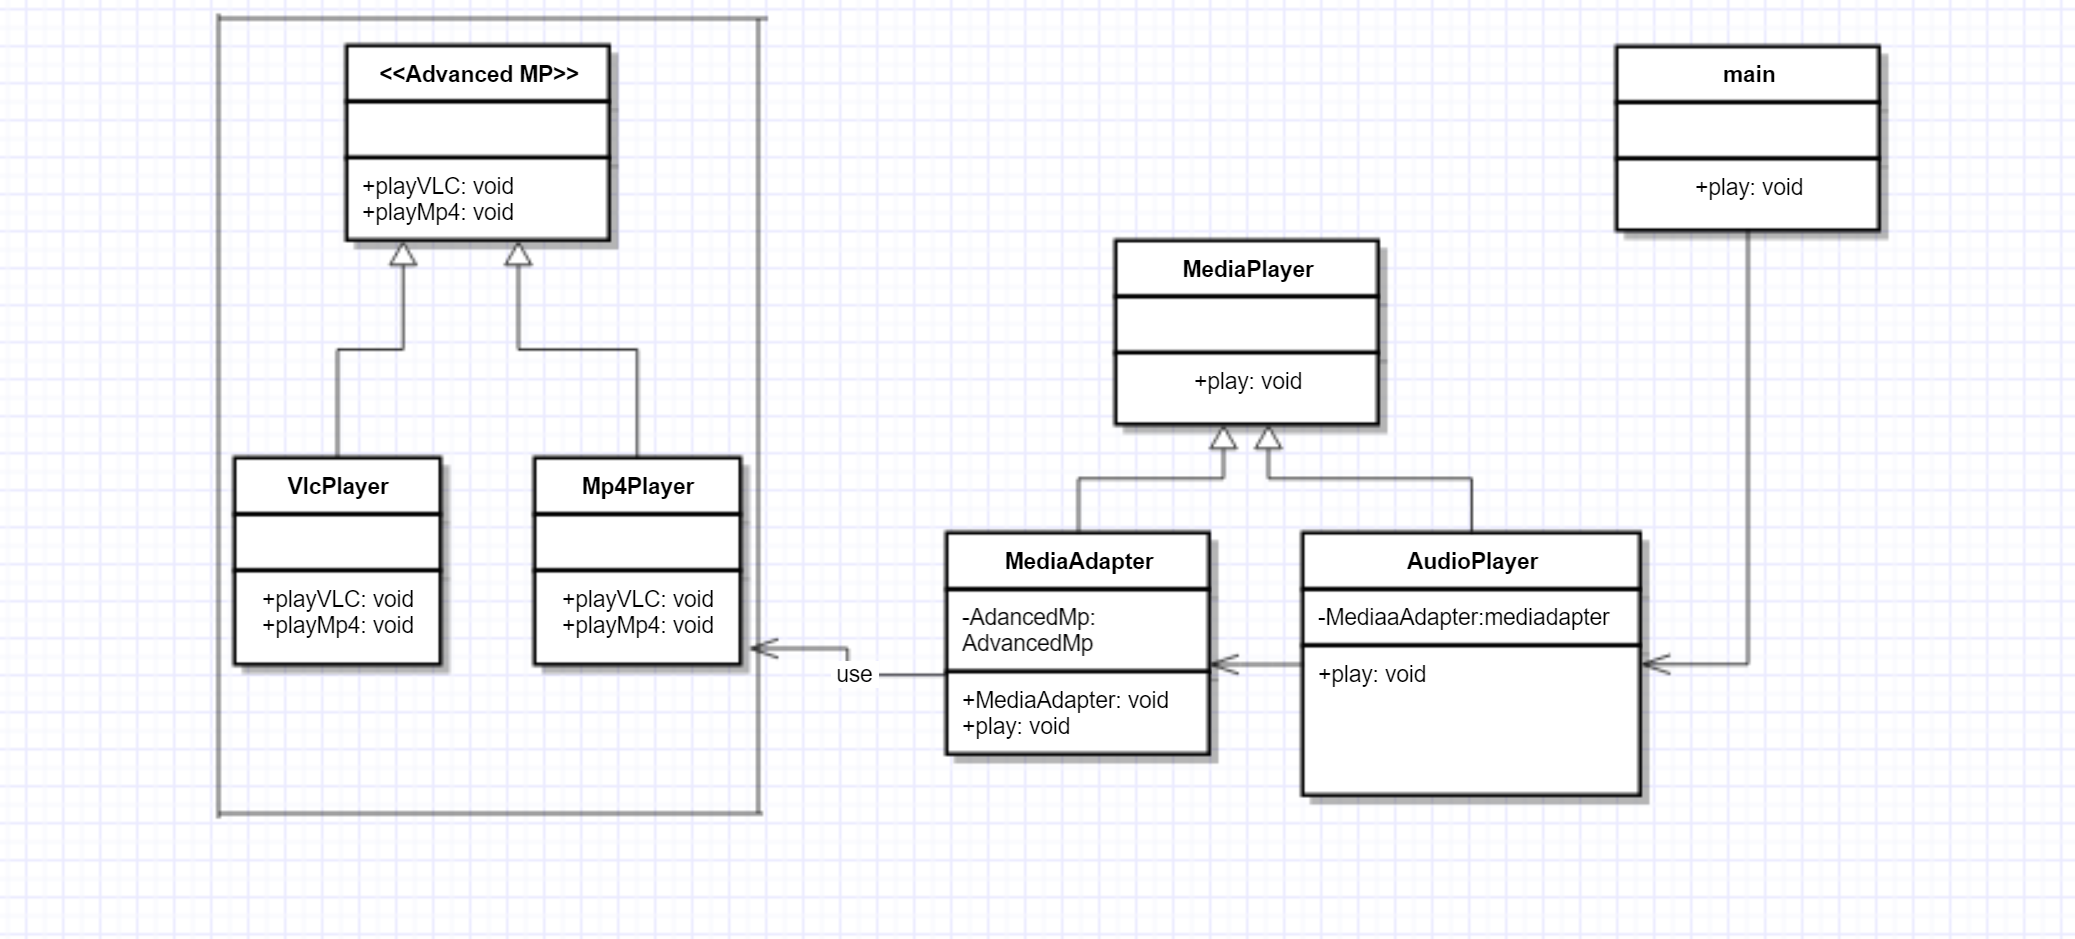 <<Advanced MP>>
+playVLC: void
+playMp4: void
VlcPlayer
+playVLC: void
+playMp4: void
Mp4Player
+playVLC: void
+playMp4: void
use
MediaPlayer
+play: void
MediaAdapter
-AdancedMp:
AdvancedMp
+MediaAdapter: void
+play: void
AudioPlayer
-MediaaAdapter:mediadapter
+play: void
main
+play: void